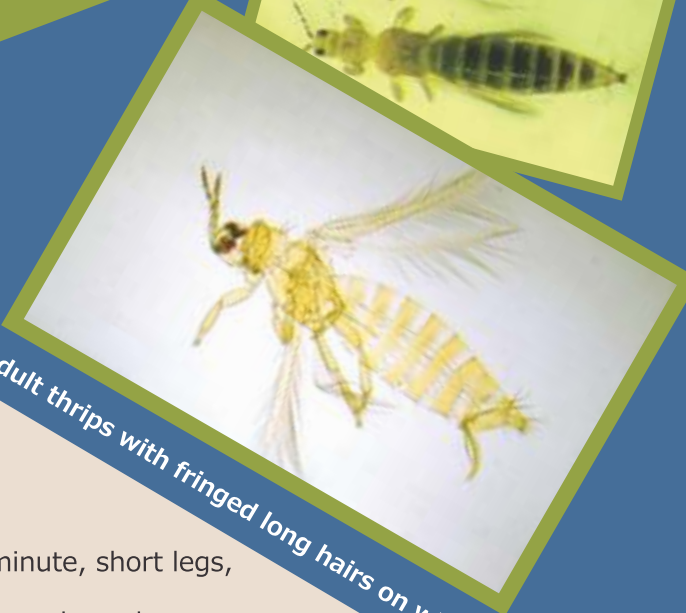 dult thrips with fringed long hairs on
minute, short legs,